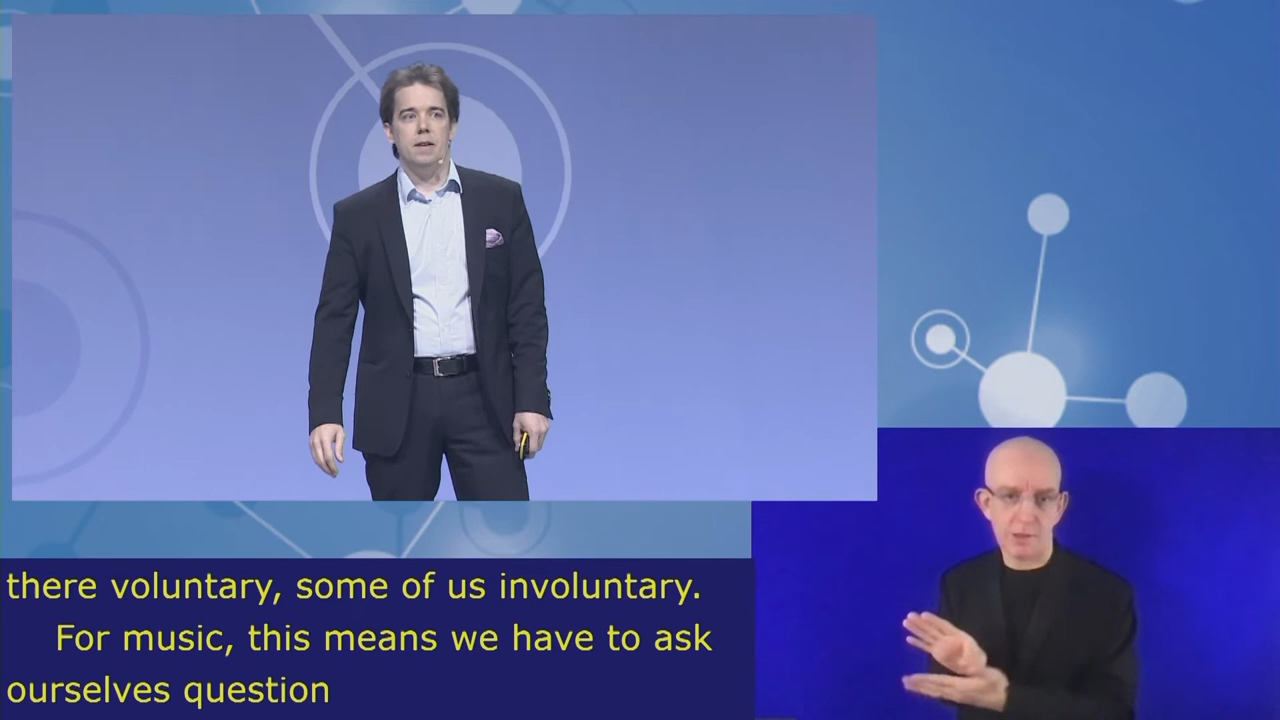 there voluntary, some of us involuntary.
For music, this means we have to ask
ourselves question